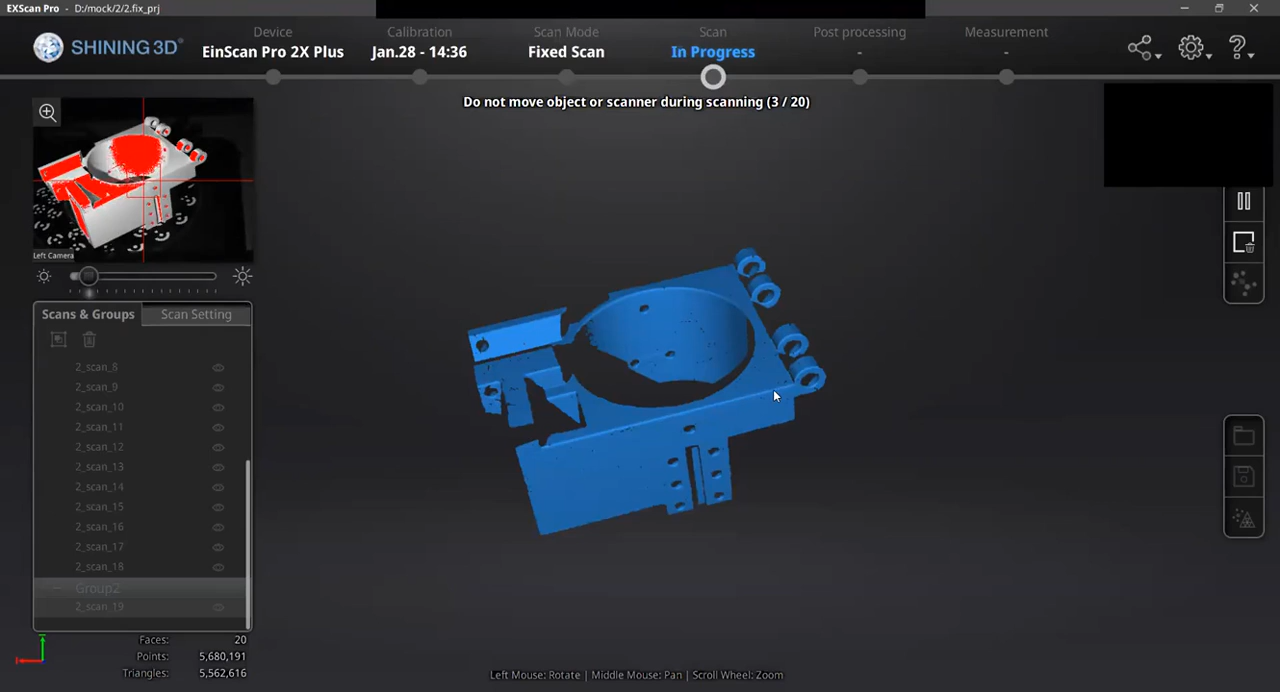 EXScan Pro - D:/mock/2/2.fix_prj
SHINING 3D®
Device
EinScan Pro 2X Plus
Calibration
Jan.28 - 14:36
Scan Mode
Fixed Scan
Scan
In Progress
Post processing
-
Measurement
-
Do not move object or scanner during scanning (3 / 20)
Left Camera
Scans & Groups
Scan Setting
2_scan_8
2_scan_9
2_scan_10
2_scan_11
2_scan_12
2_scan_13
2_scan_14
2_scan_15
2_scan_16
2_scan_17
2_scan_18
Group2
2_scan_19
Faces: 20
Points: 5,680,191
Triangles: 5,562,616
Left Mouse: Rotate | Middle Mouse: Pan | Scroll Wheel: Zoom